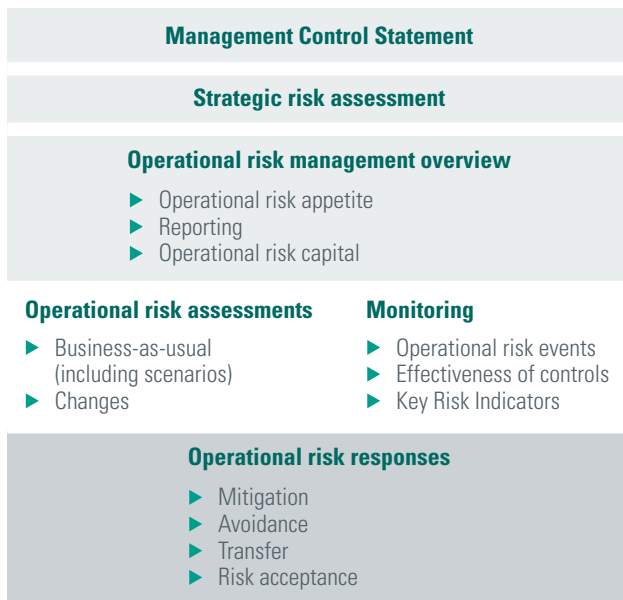 Management Control Statement
Strategic risk assessment
Operational risk management overview
Operational risk appetite
Reporting
Operational risk capital
Operational risk assessments
Business-as-usual
(including scenarios)
Changes
Monitoring
Operational risk events
Effectiveness of controls
Key Risk Indicators
Operational risk responses
Mitigation
Avoidance
Transfer
Risk acceptance